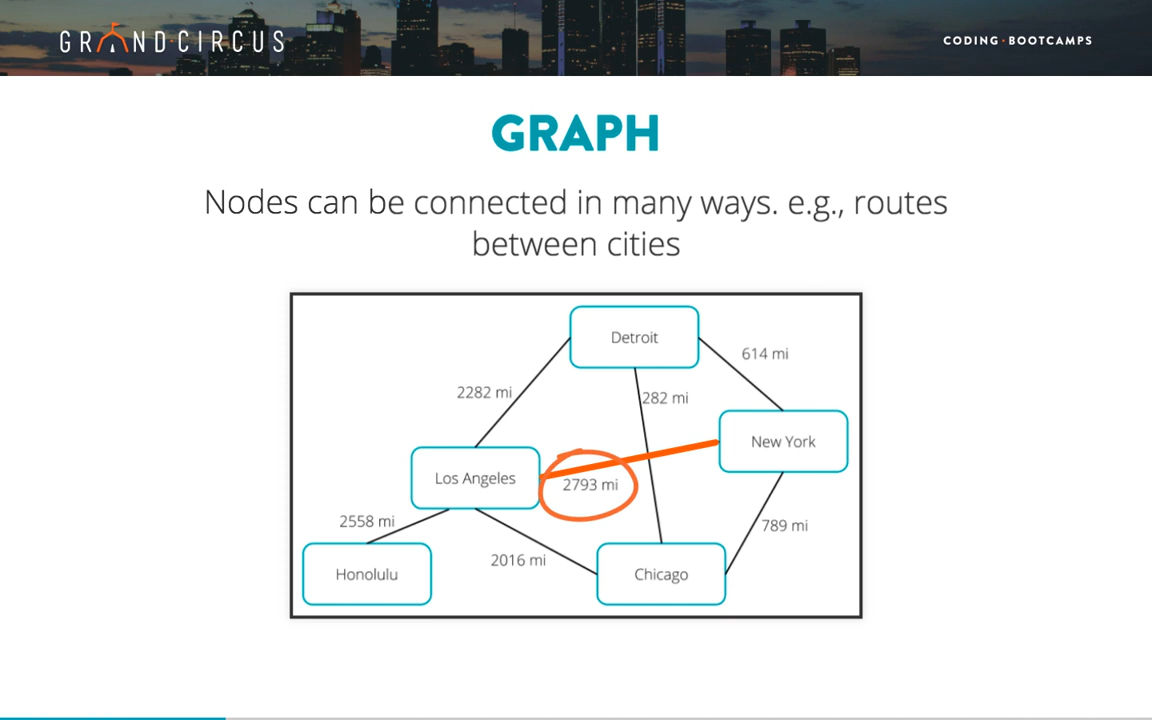 GRAND CIRCUS
CODING·BOOTCAMPS
GRAPH
Nodes can be connected in many ways. e.g., routes
between cities
Detroit
614 mi
2282 mi
282 mi
New York
Los Angeles
2793 mi
2558 mi
789 mi
2016 mi
Honolulu
Chicago